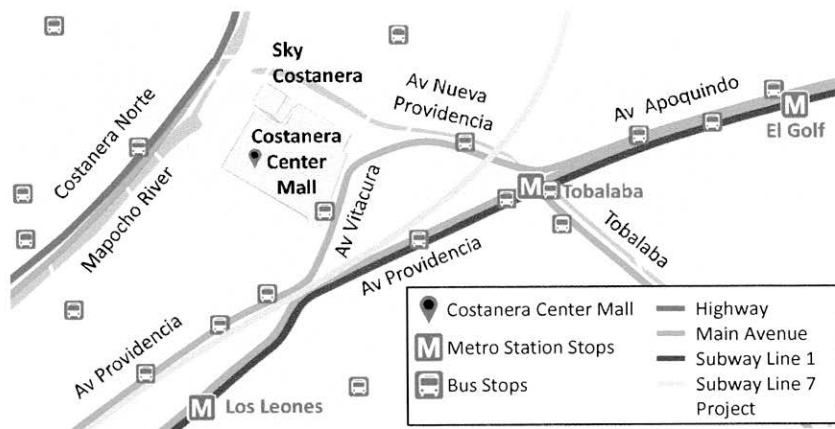 Sky
Costanera
Av Nueva
Providencia
Av Apoquindo
M
El Golf
Costanera Norte
Mapocho River
Costanera
Center
Mall
Av Vitacura
M
Tobalaba
Tobalaba
Av Providencia
Av Providencia
M
Los Leones
Costanera Center Mall
M
Metro Station Stops
Bus Stops
Highway
Main Avenue
Subway Line 1
Subway Line 7
Project